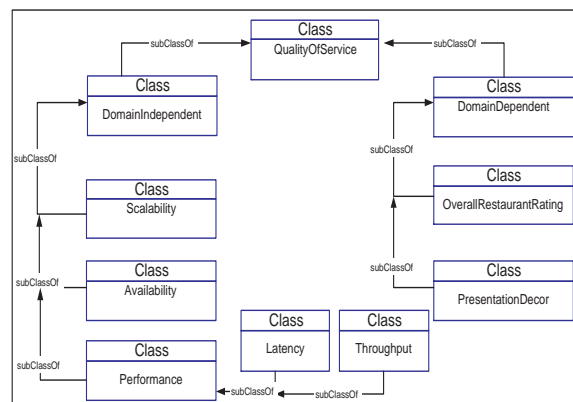 Class
subClassOf
QualityOfService
subClassOf
Class
DomainIndependent
Class
DomainDependent
subClassOf
subClassOf
Class
Scalability
Class
OverallRestaurantRating
subClassOf
subClassOf
Class
Availability
Class
PresentationDecor
Class
Latency
Class
Throughput
subClassOf
Class
Performance
subClassOf
subClassOf